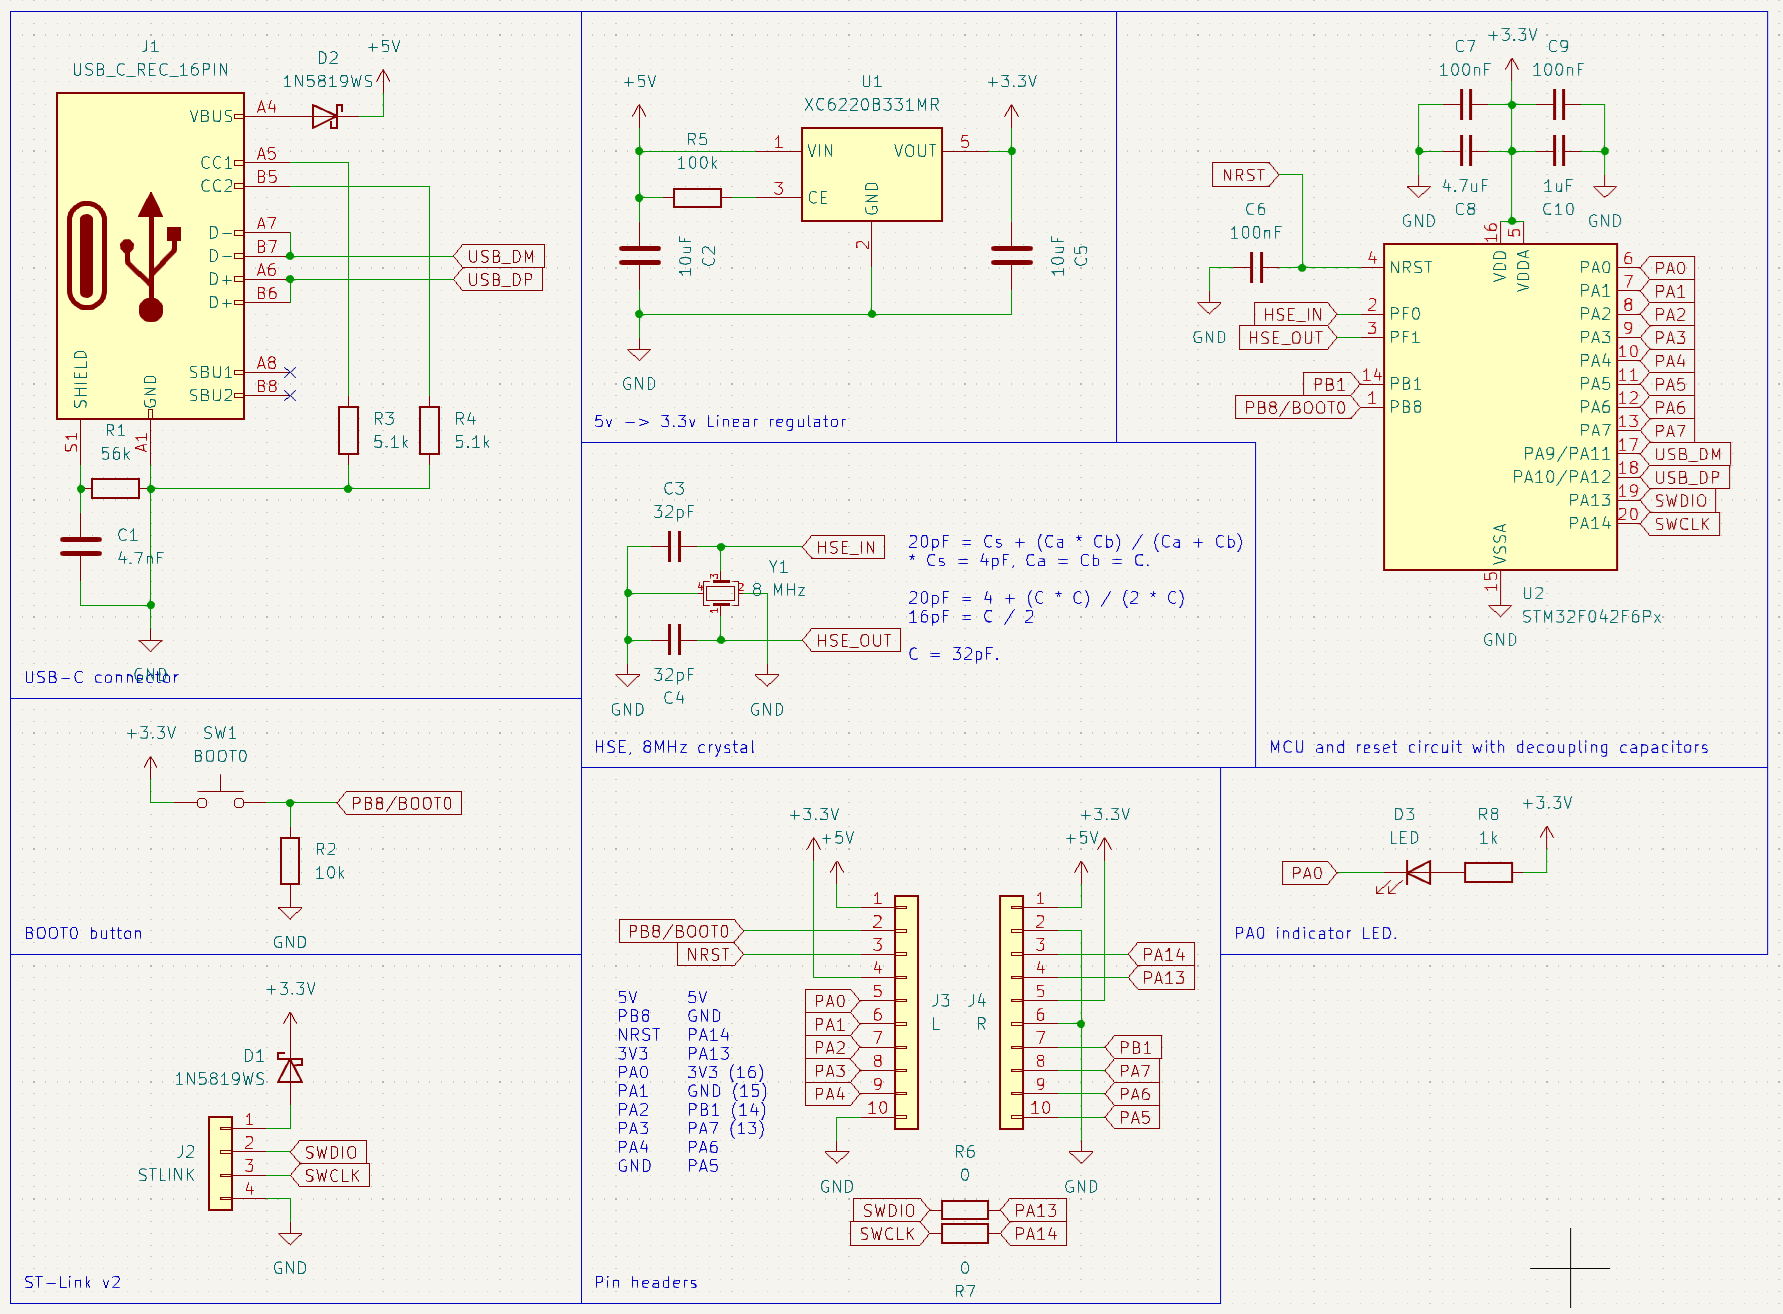 J1
USB_C_REC_16PIN
D2
1N5819WS
+5V
VBUS
A4
CC1
A5
CC2
B5
D-
A7
D-
B7
USB_DM
D+
A6
USB_DP
D+
B6
SBU1
A8
SBU2
B8
SHIELD
GND
S1
A1
R1
56k
R3
5.1k
R4
5.1k
C1
4.7nF
GND
USB-C connector
+5V
U1
XC6220B331MR
+3.3V
R5
100k
1
VIN
VOUT
5
3
CE
GND
2
10uF
C2
10uF
C5
GND
5v -> 3.3v Linear regulator
+3.3V
C7
100nF
C9
100nF
4.7uF
C8
1uF
C10
GND
GND
NRST
C6
100nF
GND
4
NRST
HSE_IN
2
PF0
HSE_OUT
3
PF1
PB1
14
PB1
PB8/BOOT0
1
PB8
16
VDD
5
VDDA
PA0
6
PA0
PA1
7
PA1
PA2
8
PA2
PA3
9
PA3
PA4
10
PA4
PA5
11
PA5
PA6
12
PA6
PA7
13
PA7
PA9/PA11
17
USB_DM
PA10/PA12
18
USB_DP
PA13
19
SWDIO
PA14
20
SWCLK
VSSA
15
U2
STM32F042F6Px
GND
MCU and reset circuit with decoupling capacitors
C3
32pF
HSE_IN
Y1
8 MHz
3
4
2
1
HSE_OUT
32pF
C4
GND
GND
20pF = Cs + (Ca * Cb) / (Ca + Cb)
* Cs = 4pF, Ca = Cb = C.
20pF = 4 + (C * C) / (2 * C)
16pF = C / 2
C = 32pF.
HSE, 8MHz crystal
+3.3V
SW1
BOOT0
PB8/BOOT0
R2
10k
GND
BOOT0 button
+3.3V
D1
1N5819WS
J2
STLINK
1
2
SWDIO
3
SWCLK
4
GND
ST-Link v2
+3.3V
+5V
+3.3V
+5V
1
PB8/BOOT0
2
NRST
3
4
PA0
5
PA1
6
PA2
7
PA3
8
PA4
9
10
J3
L
GND
J4
R
1
2
3
PA14
4
PA13
5
6
7
PB1
8
PA7
9
PA6
10
PA5
GND
5V 5V
PB8 GND
NRST PA14
3V3 PA13
PA0 3V3 (16)
PA1 GND (15)
PA2 PB1 (14)
PA3 PA7 (13)
PA4 PA6
GND PA5
R6
0
SWDIO
PA13
SWCLK
PA14
0
R7
Pin headers
D3
LED
R8
1k
+3.3V
PA0
PA0 indicator LED.